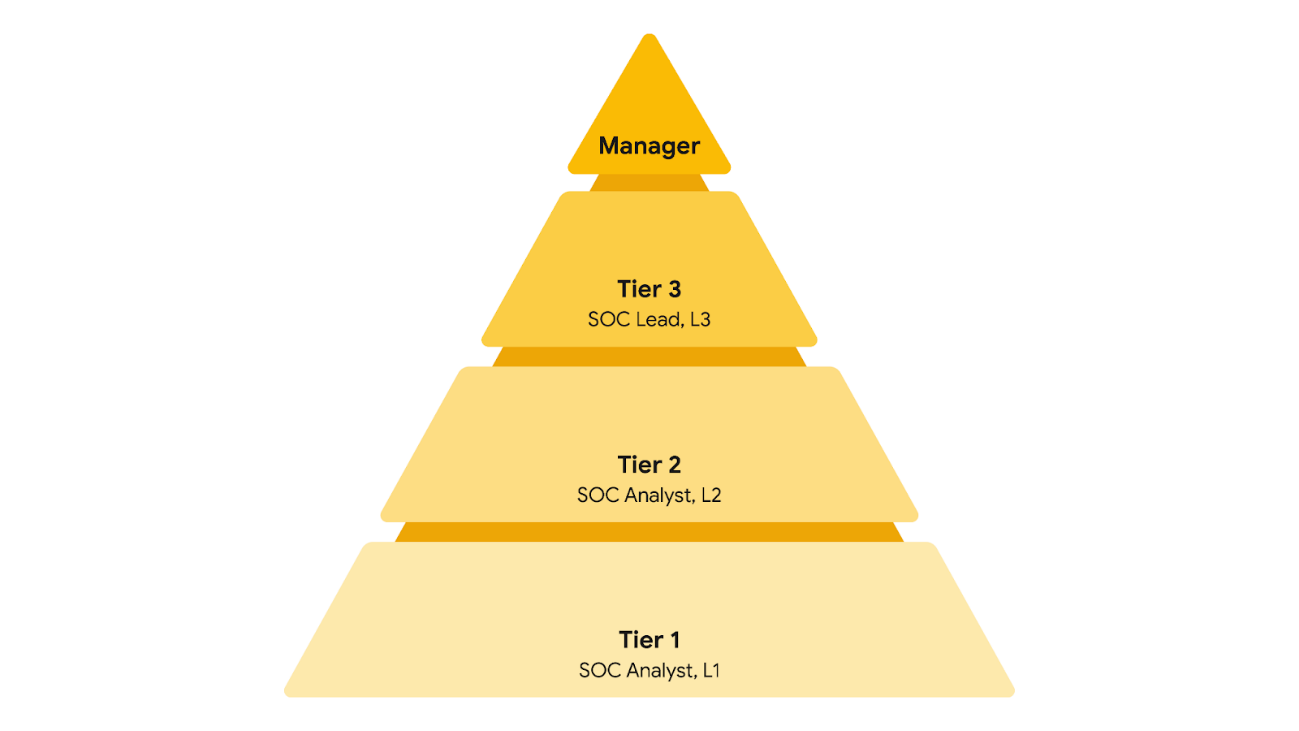 Manager
Tier 3
SOC Lead, L3
Tier 2
SOC Analyst, L2
Tier 1
SOC Analyst, L1